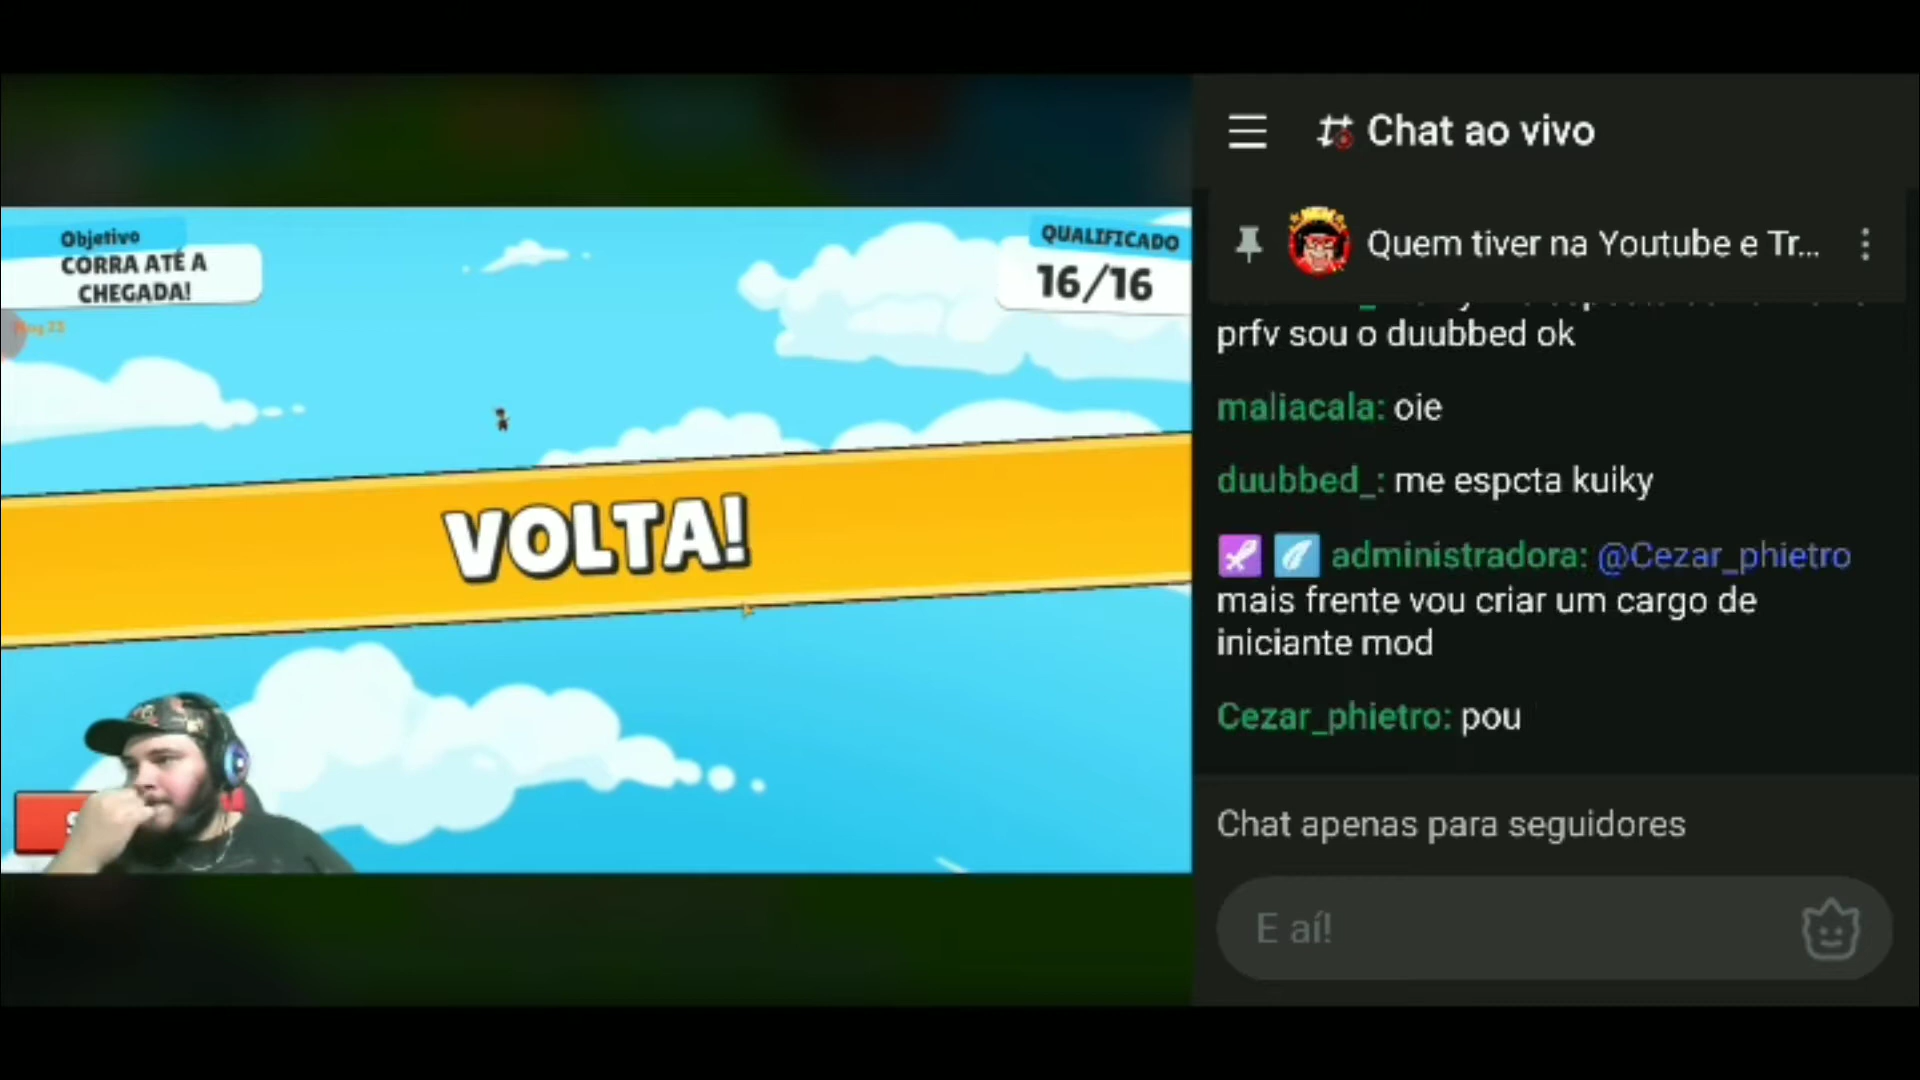 Objetivo
CORRA ATÉ A
CHEGADA!
QUALIFICADO
16/16
VOLTA!
Chat ao vivo
Quem tiver na Youtube e Tr...
prfv sou o duubbed ok
maliacala: oie
duubbed_: me espcta kuiky
administradora: @Cezar_phietro
mais frente vou criar um cargo de
iniciante mod
Cezar_phietro: pou
Chat apenas para seguidores
E aí!